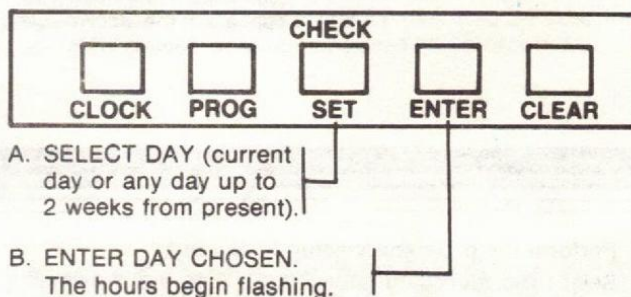 CHECK
CLOCK PROG SET ENTER CLEAR
A. SELECT DAY (current
day or any day up to
2 weeks from present).
B. ENTER DAY CHOSEN.
The hours begin flashing.